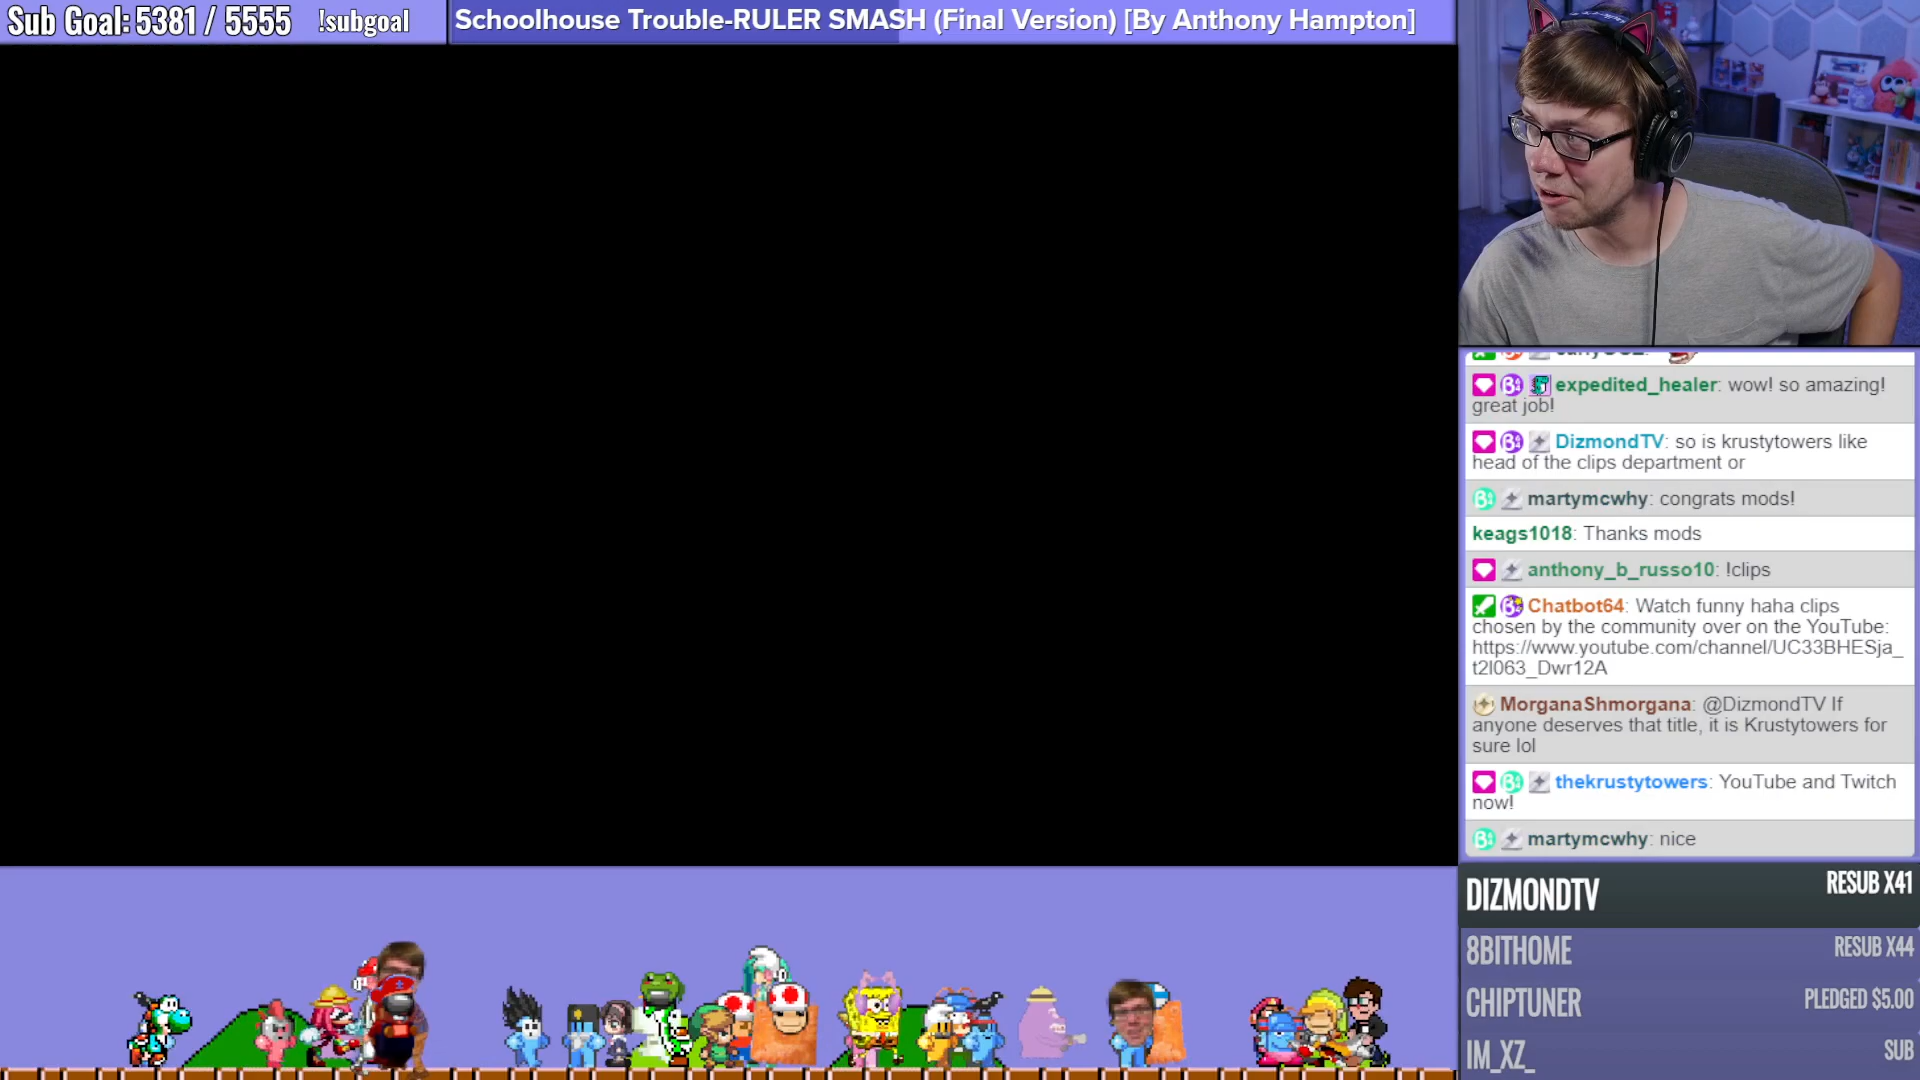 Sub Goal: 5381 / 5555 !subgoal
Schoolhouse Trouble-RULER SMASH (Final Version) [By Anthony Hampton]
expedited_healer: wow! so amazing!
great job!
DizmondTV: so is krustytowers like
head of the clips department or
martymcwhy: congrats mods!
keags1018: Thanks mods
anthony_b_russo10: !clips
Chatbot64: Watch funny haha clips
chosen by the community over on the YouTube:
https://www.youtube.com/channel/UC33BHESja_
t2l063_Dwr12A
MorganaShmorgana: @DizmondTV If
anyone deserves that title, it is Krustytowers for
sure lol
thekrustytowers: YouTube and Twitch
now!
martymcwhy: nice
DIZMONDTV RESUB X41
8BITHOME RESUB X44
CHIPTUNER PLEDGED $5.00
IM_XZ_ SUB